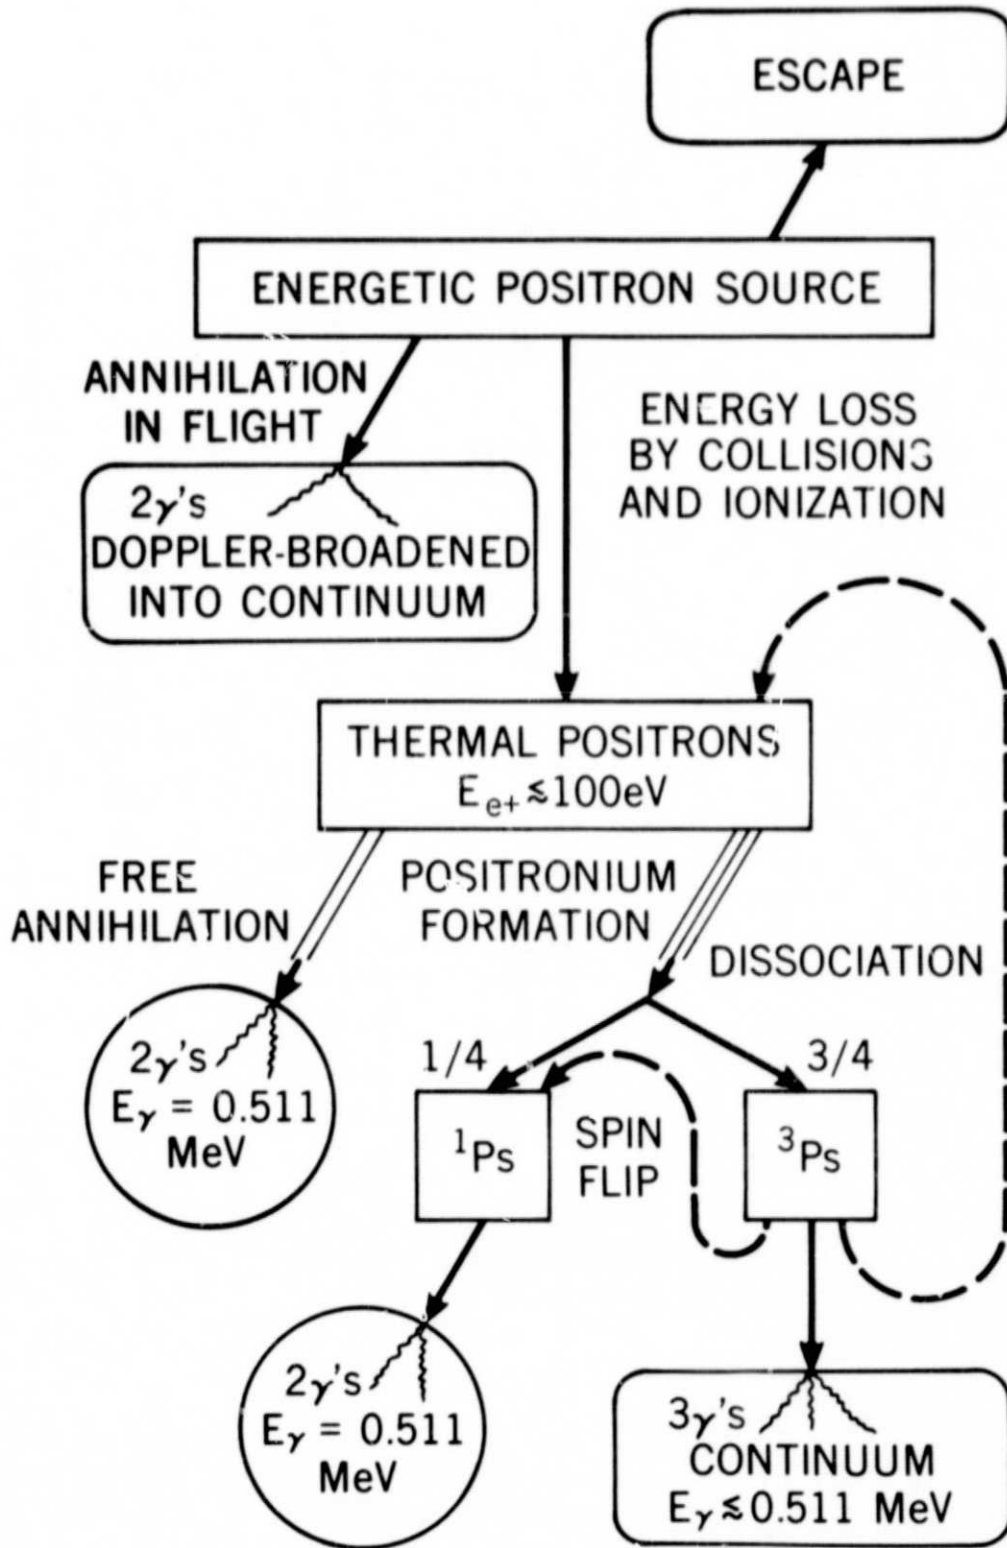 ESCAPE
ENERGETIC POSITRON SOURCE
ANNIHILATION
IN FLIGHT
ENERGY LOSS
BY COLLISIONS
AND IONIZATION
2γ's
DOPPLER-BROADENED
INTO CONTINUUM
THERMAL POSITRONS
E_e+ ≲ 100eV
FREE
ANNIHILATION
POSITRONIUM
FORMATION
DISSOCIATION
2γ's
Eγ = 0.511
MeV
1/4
3/4
¹Ps
SPIN
FLIP
³Ps
2γ's
Eγ = 0.511
MeV
3γ's
CONTINUUM
Eγ ≲ 0.511 MeV